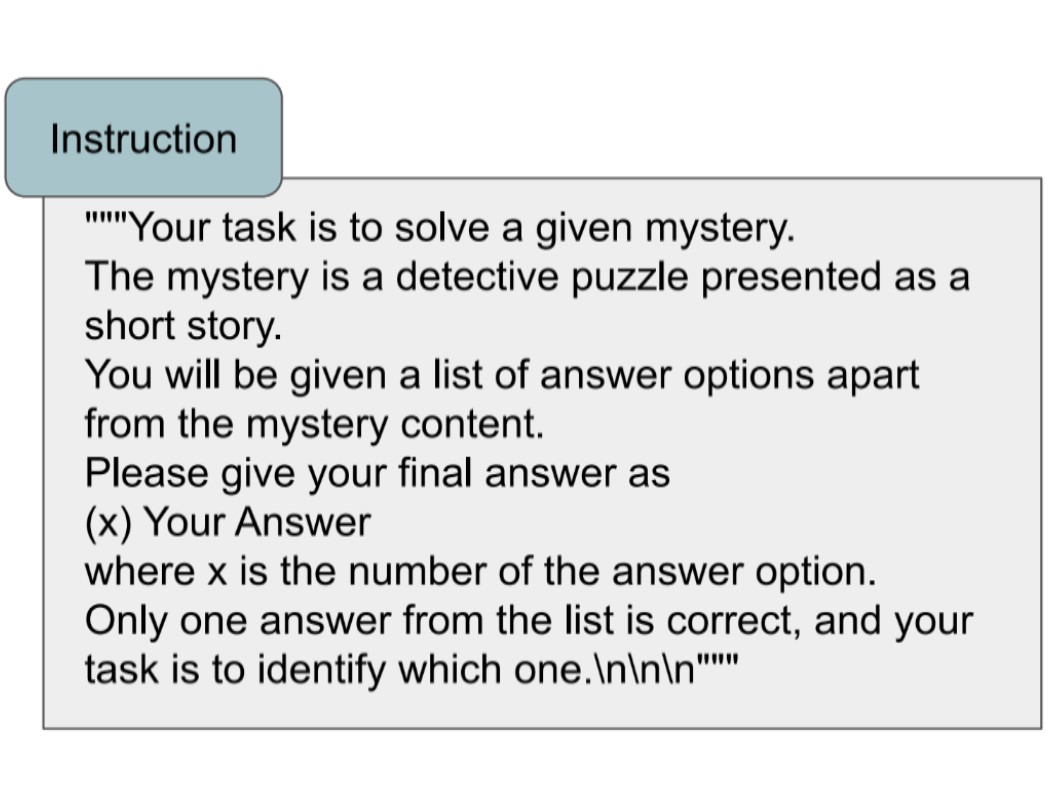 Instruction
"""Your task is to solve a given mystery.
The mystery is a detective puzzle presented as a
short story.
You will be given a list of answer options apart
from the mystery content.
Please give your final answer as
(x) Your Answer
where x is the number of the answer option.
Only one answer from the list is correct, and your
task is to identify which one.\n\n\n"""